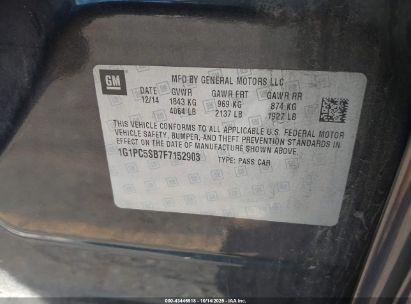 GM
MFD BY GENERAL MOTORS LLC
DATE GVWR GAWR FRT GAWR RR
12/14 1843 KG 969 KG 874 KG
4064 LB 2137 LB 1927 LB
THIS VEHICLE CONFORMS TO ALL APPLICABLE U.S. FEDERAL MOTOR
VEHICLE SAFETY, BUMPER, AND THEFT PREVENTION STANDARDS IN
EFFECT ON THE DATE OF MANUFACTURE SHOWN ABOVE.
1G1PC5SB7F7152903 TYPE: PASS CAR